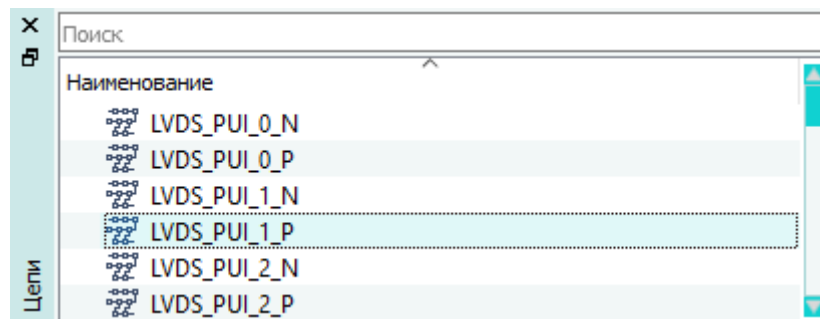 Поиск
Наименование
LVDS_PUI_0_N
LVDS_PUI_0_P
LVDS_PUI_1_N
LVDS_PUI_1_P
LVDS_PUI_2_N
LVDS_PUI_2_P
Цепи